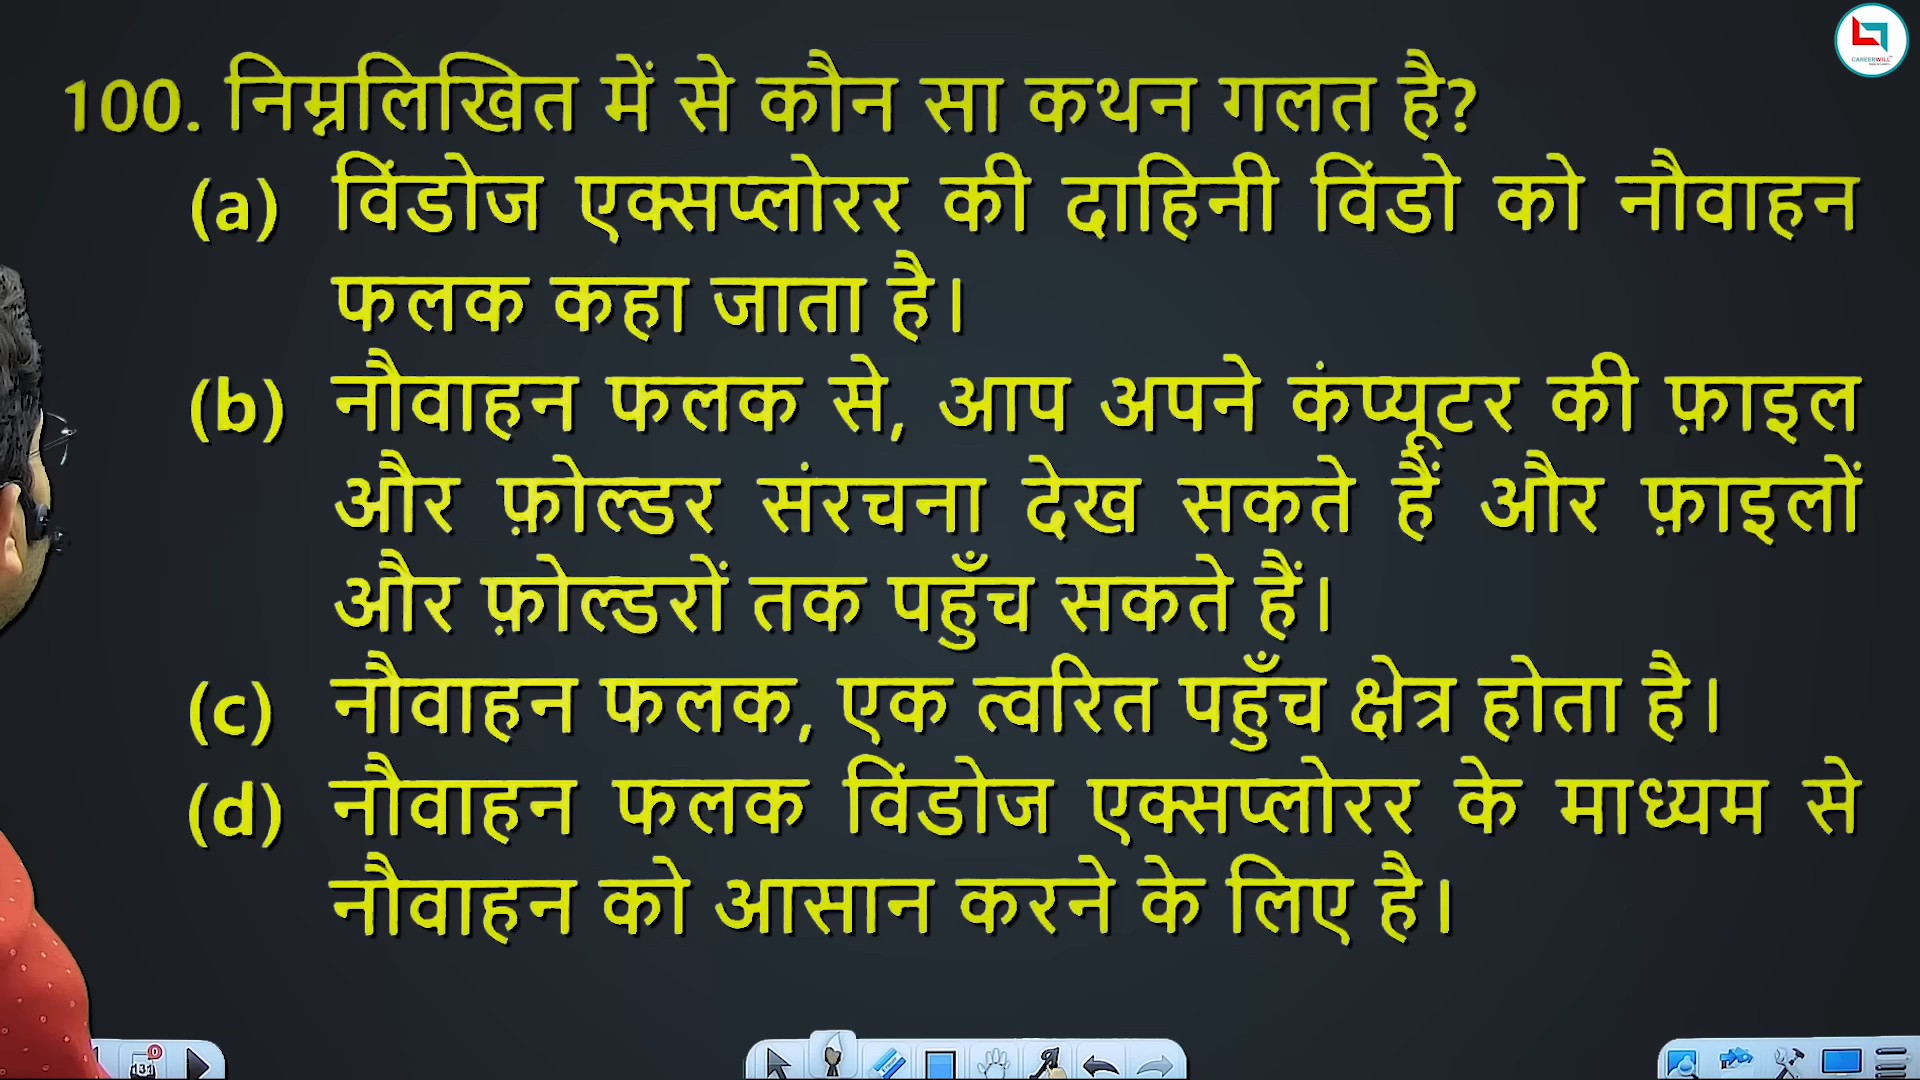 CAREERWILL
100. निम्नलिखित में से कौन सा कथन गलत है?
(a) विंडोज एक्सप्लोरर की दाहिनी विंडो को नौवाहन
फलक कहा जाता है।
(b) नौवाहन फलक से, आप अपने कंप्यूटर की फ़ाइल
और फ़ोल्डर संरचना देख सकते हैं और फ़ाइलों
और फ़ोल्डरों तक पहुँच सकते हैं।
(c) नौवाहन फलक, एक त्वरित पहुँच क्षेत्र होता है।
(d) नौवाहन फलक विंडोज एक्सप्लोरर के माध्यम से
नौवाहन को आसान करने के लिए है।
131